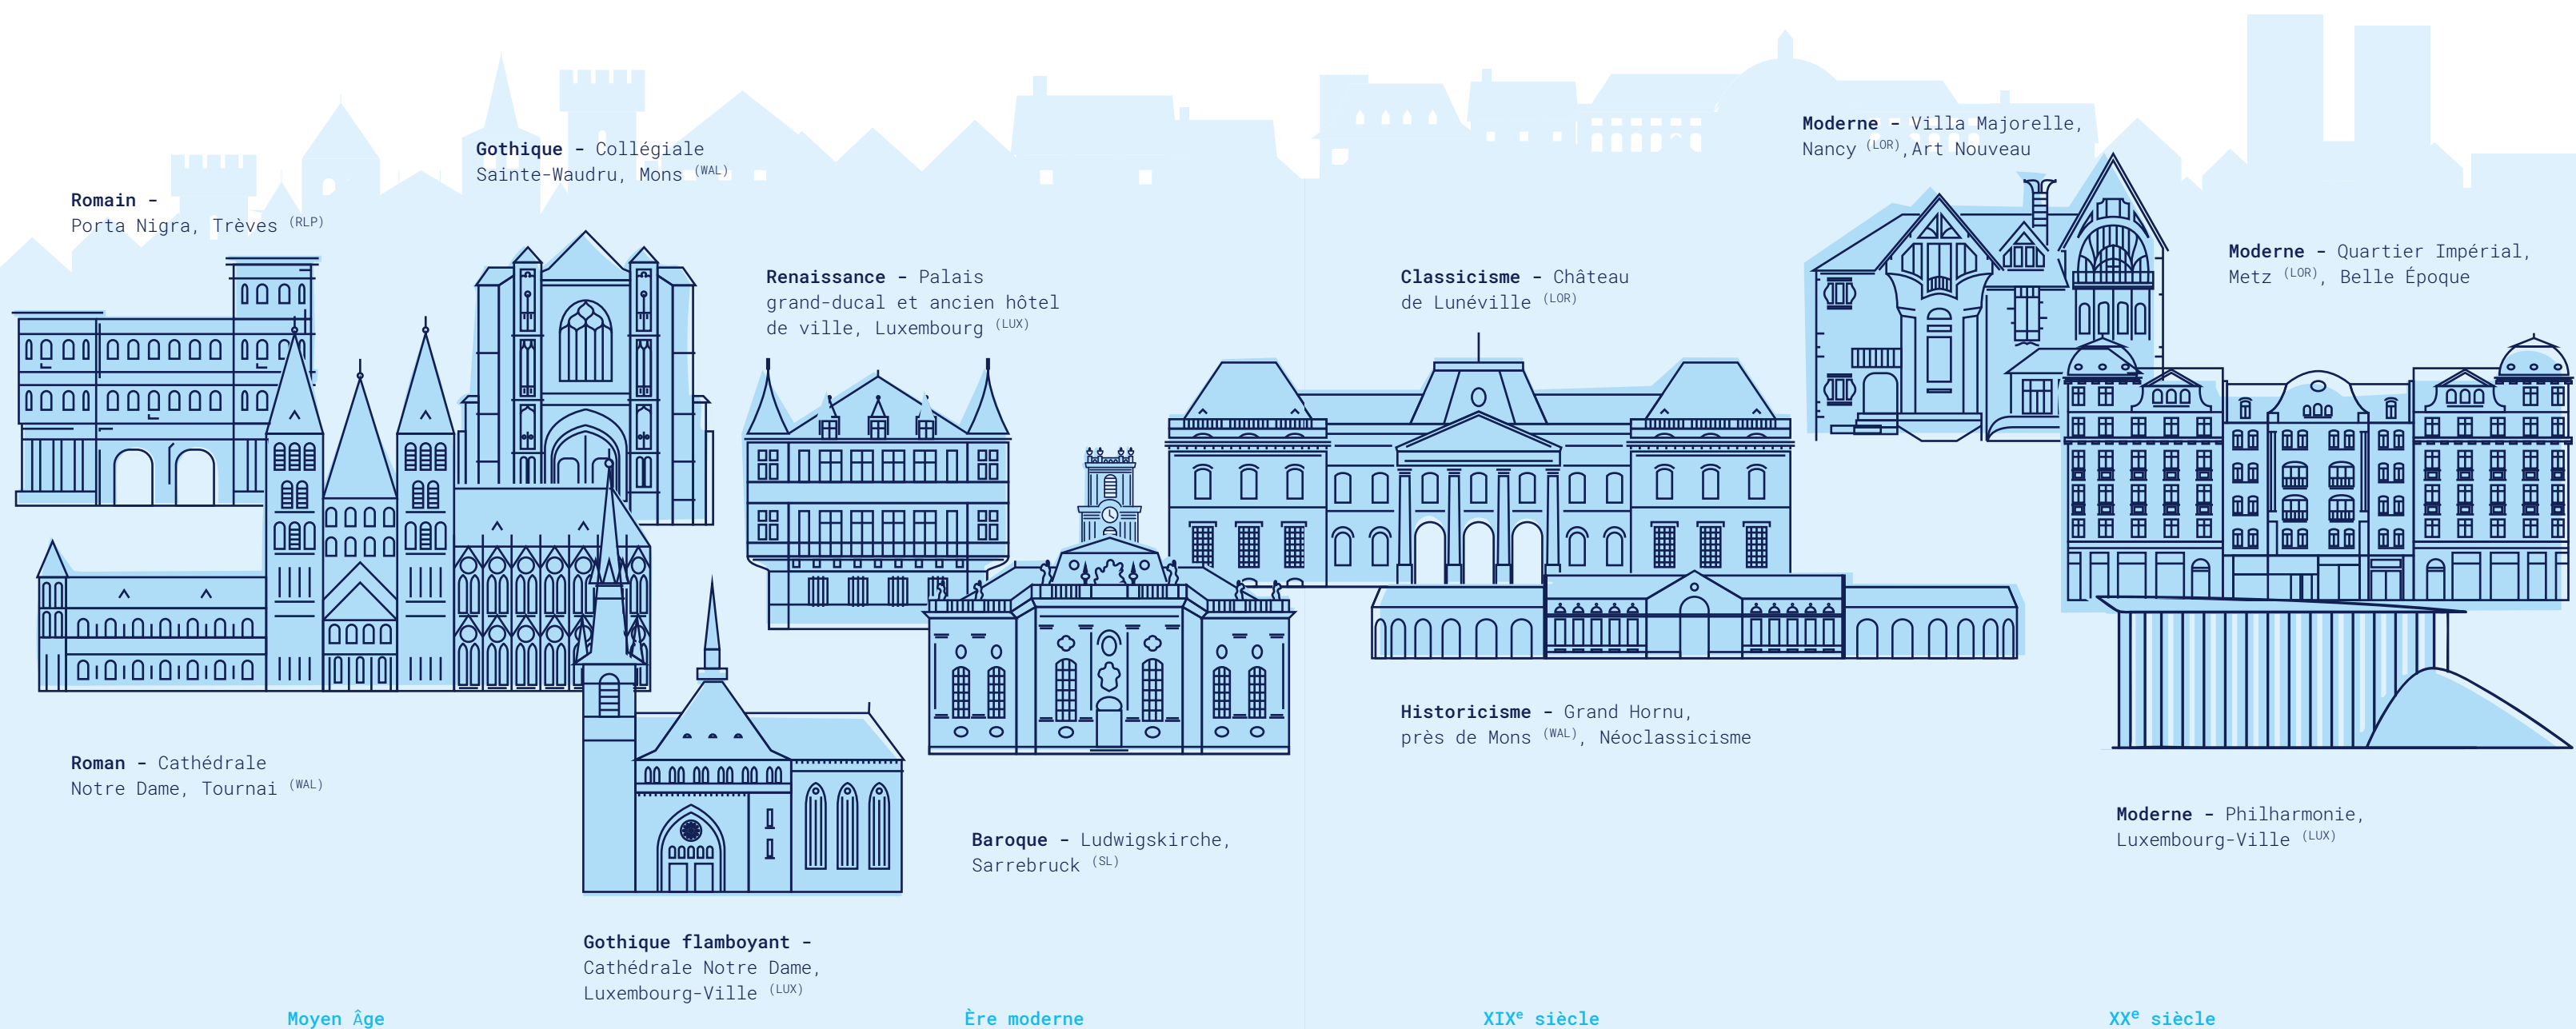 Romain -
Porta Nigra, Trèves (RLP)
Gothique - Collégiale
Sainte-Waudru, Mons (WAL)
Renaissance - Palais
grand-ducal et ancien hôtel
de ville, Luxembourg (LUX)
Classicisme - Château
de Lunéville (LOR)
Moderne - Villa Majorelle,
Nancy (LOR),Art Nouveau
Moderne - Quartier Impérial,
Metz (LOR), Belle Époque
Roman - Cathédrale
Notre Dame, Tournai (WAL)
Gothique flamboyant -
Cathédrale Notre Dame,
Luxembourg-Ville (LUX)
Baroque - Ludwigskirche,
Sarrebruck (SL)
Historicisme - Grand Hornu,
près de Mons (WAL), Néoclassicisme
Moderne - Philharmonie,
Luxembourg-Ville (LUX)
Moyen Âge
Ère moderne
XIXe siècle
XXe siècle